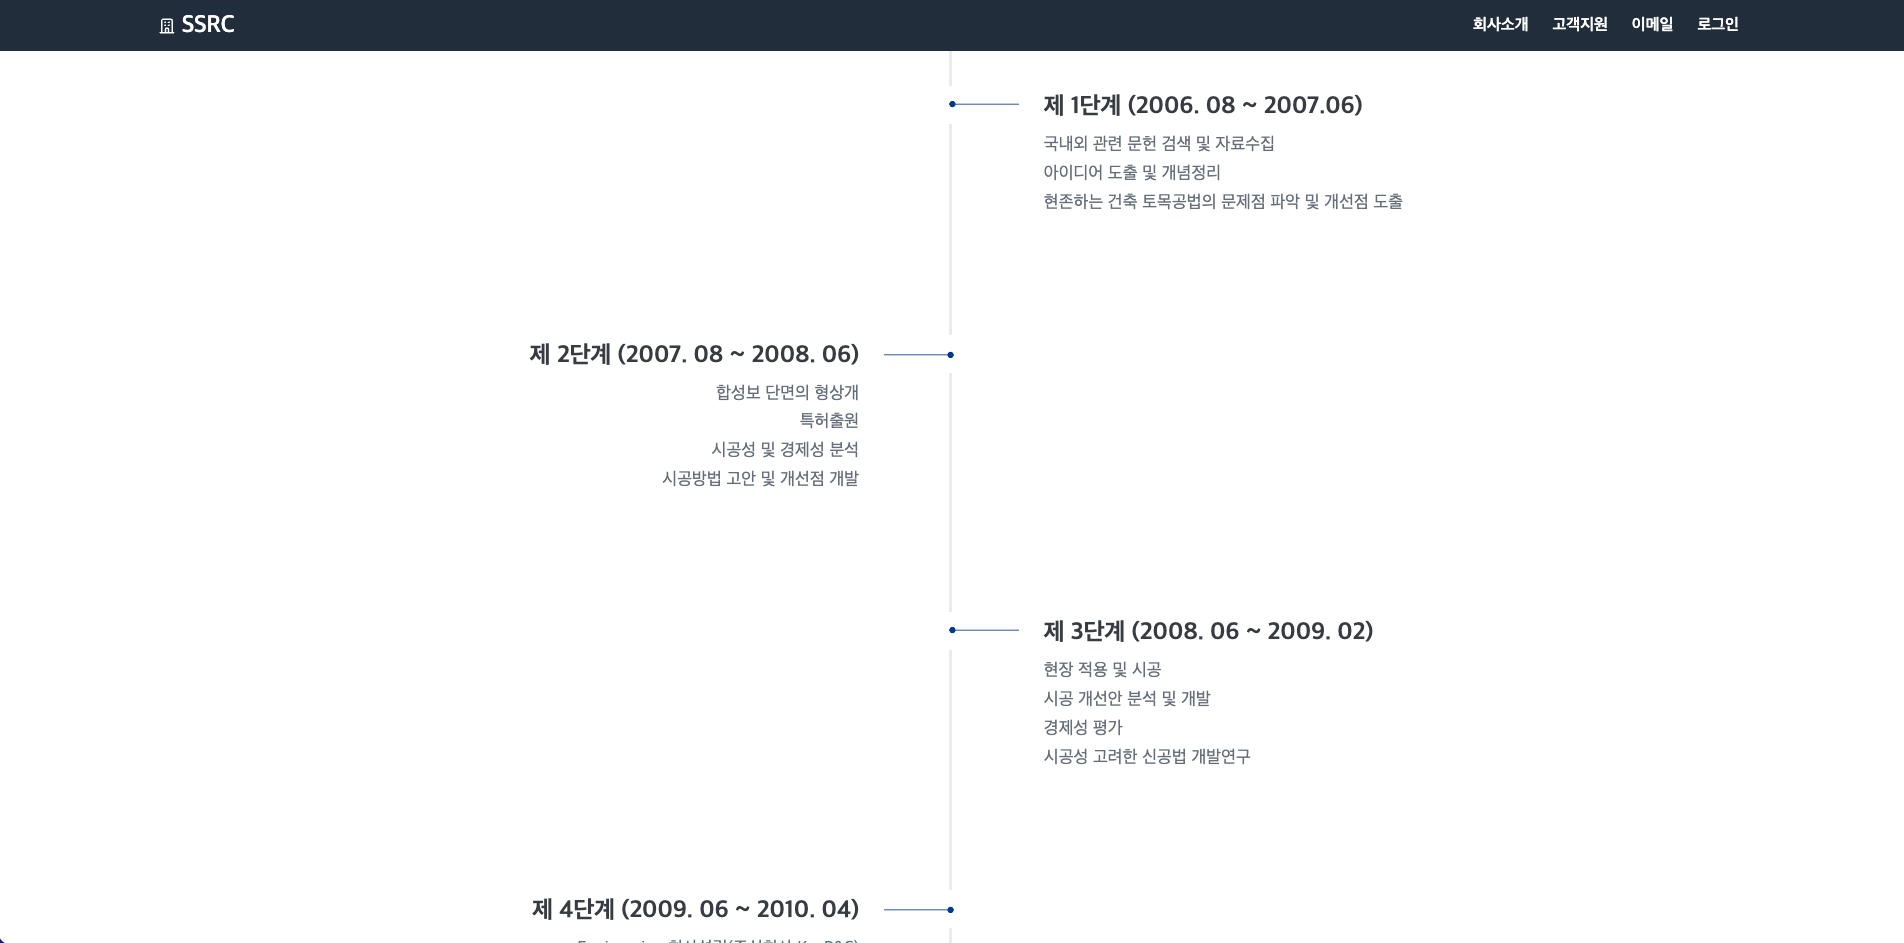 SSRC
회사소개 고객지원 이메일 로그인
제 1단계 (2006. 08 ~ 2007.06)
국내외 관련 문헌 검색 및 자료수집
아이디어 도출 및 개념정리
현존하는 건축 토목공법의 문제점 파악 및 개선점 도출
제 2단계 (2007. 08 ~ 2008. 06)
합성보 단면의 형상개
특허출원
시공성 및 경제성 분석
시공방법 고안 및 개선점 개발
제 3단계 (2008. 06 ~ 2009. 02)
현장 적용 및 시공
시공 개선안 분석 및 개발
경제성 평가
시공성 고려한 신공법 개발연구
제 4단계 (2009. 06 ~ 2010. 04)